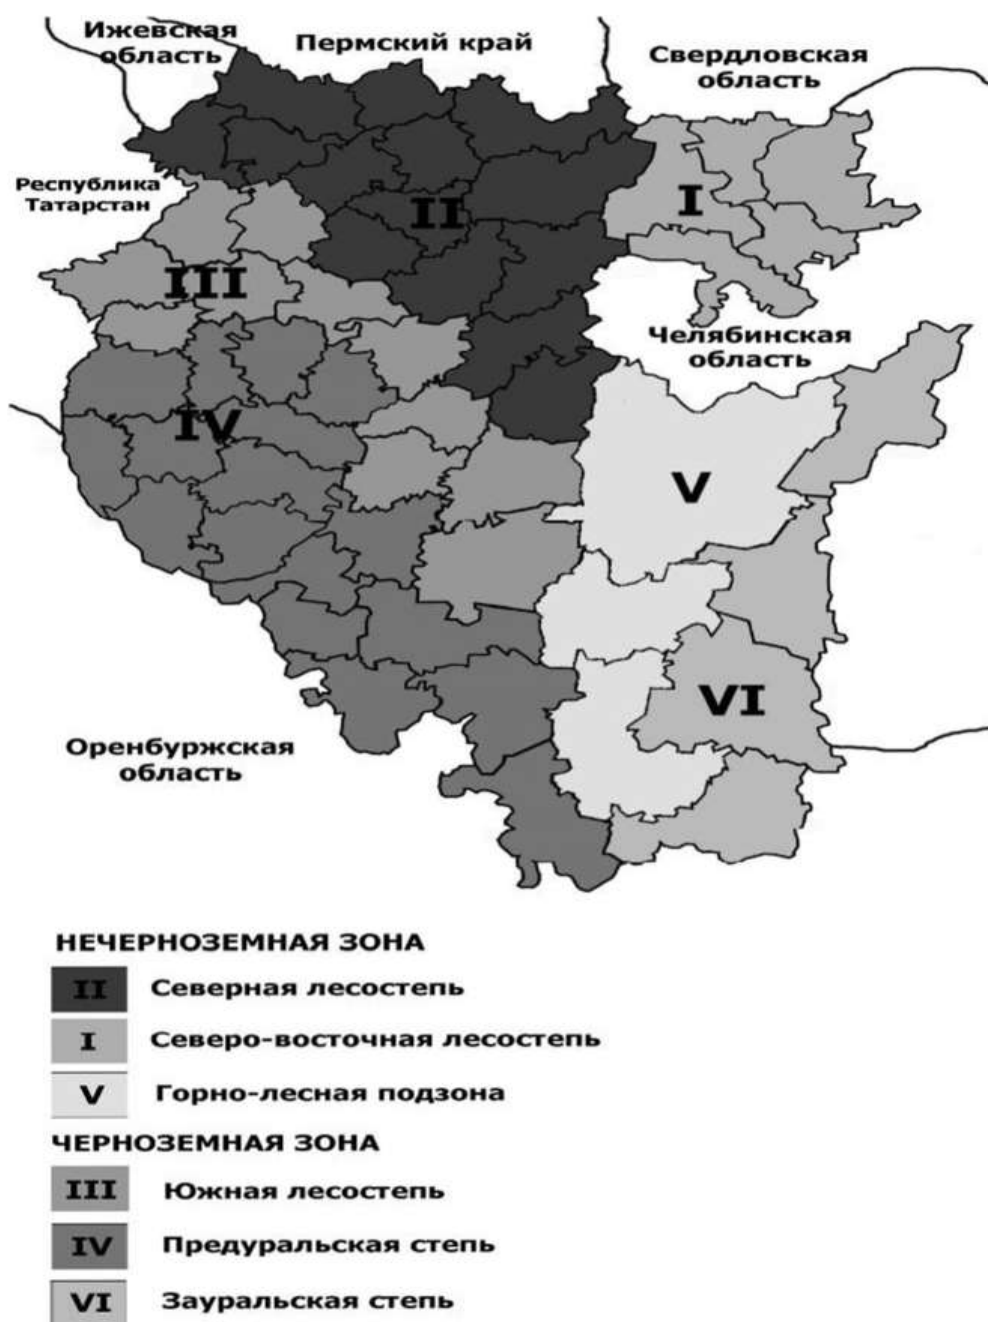 Ижевская
область
Пермский край
Свердловская
область
Республика
Татарстан
I
II
III
Челябинская
область
IV
V
VI
Оренбуржская
область
НЕЧЕРНОЗЕМНАЯ ЗОНА
II Северная лесостепь
I Северо-восточная лесостепь
V Горно-лесная подзона
ЧЕРНОЗЕМНАЯ ЗОНА
III Южная лесостепь
IV Предуральская степь
VI Зауральская степь